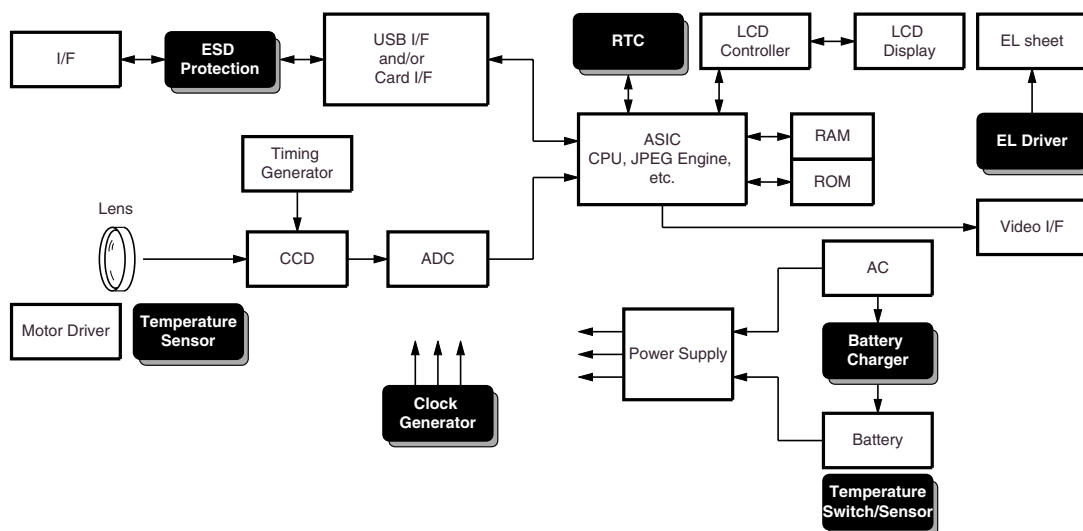 I/F
ESD
Protection
USB I/F
and/or
Card I/F
RTC
LCD
Controller
LCD
Display
EL sheet
Timing
Generator
ASIC
CPU, JPEG Engine,
etc.
RAM
ROM
EL Driver
Lens
CCD
ADC
Video I/F
Motor Driver
Temperature
Sensor
Clock
Generator
Power Supply
AC
Battery
Charger
Battery
Temperature
Switch/Sensor